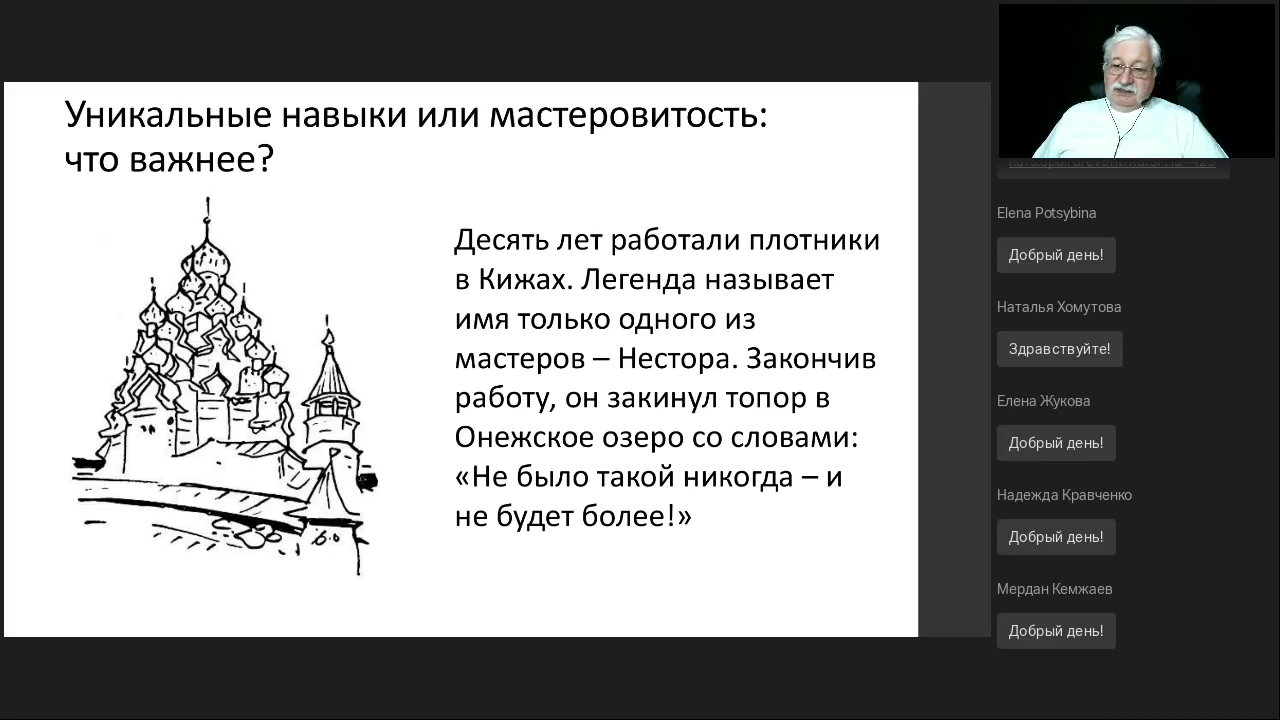 Уникальные навыки или мастеровитость:
что важнее?
Десять лет работали плотники
в Кижах. Легенда называет
имя только одного из
мастеров – Нестора. Закончив
работу, он закинул топор в
Онежское озеро со словами:
«Не было такой никогда – и
не будет более!»
Elena Potsybina
Добрый день!
Наталья Хомутова
Здравствуйте!
Елена Жукова
Добрый день!
Надежда Кравченко
Добрый день!
Мердан Кемжаев
Добрый день!